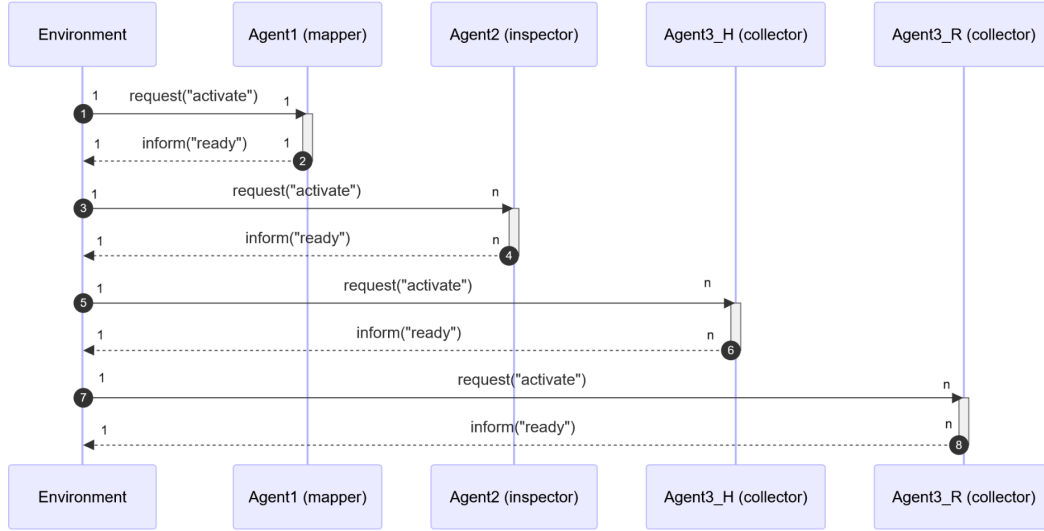 Environment
Agent1 (mapper)
Agent2 (inspector)
Agent3_H (collector)
Agent3_R (collector)
1 request("activate") 1
1
1 inform("ready") 1
2
1 request("activate") n
3
1 inform("ready") n
4
1 request("activate") n
5
1 inform("ready") n
6
1 request("activate") n
7
1 inform("ready") n
8
Environment
Agent1 (mapper)
Agent2 (inspector)
Agent3_H (collector)
Agent3_R (collector)